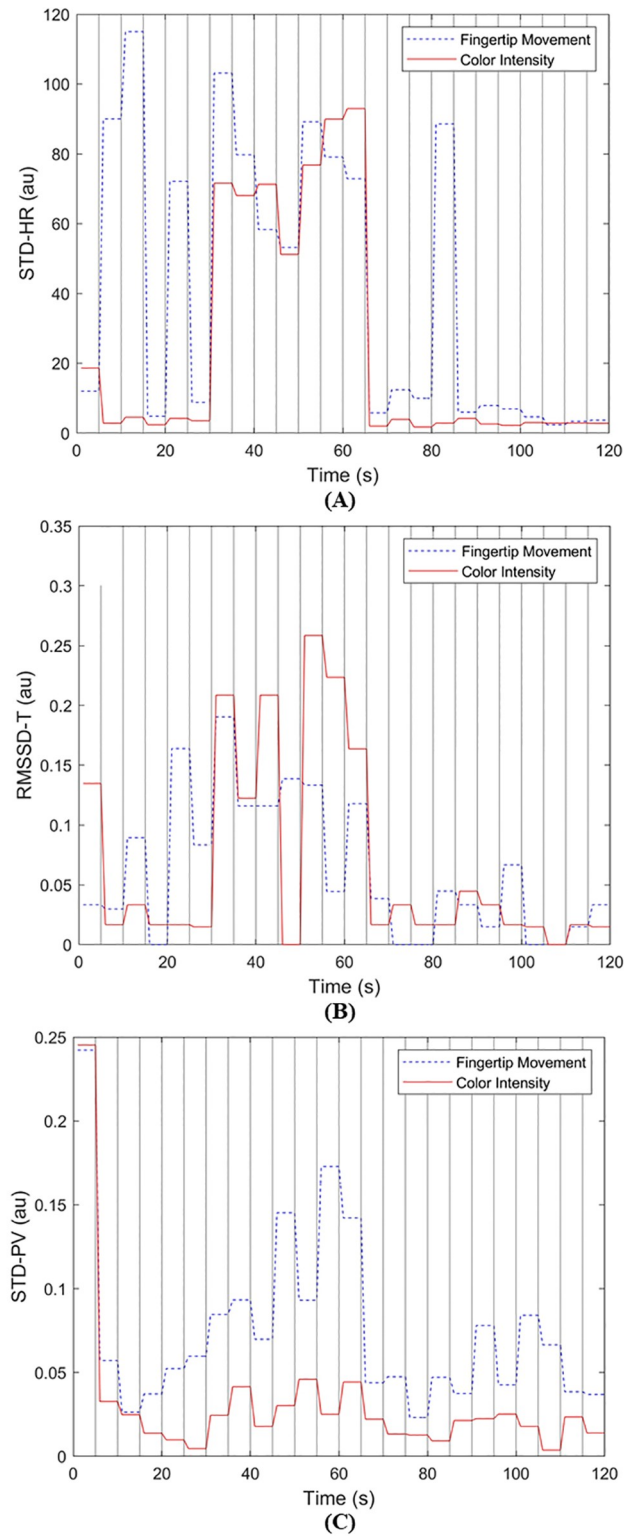 120
100
80
60
40
20
0
STD-HR (au)
Fingertip Movement
Color Intensity
0 20 40 60 80 100 120
Time (s)
(A)
0.35
0.3
0.25
0.2
0.15
0.1
0.05
0
RMSSD-T (au)
Fingertip Movement
Color Intensity
0 20 40 60 80 100 120
Time (s)
(B)
0.25
0.2
0.15
0.1
0.05
0
STD-PV (au)
Fingertip Movement
Color Intensity
0 20 40 60 80 100 120
Time (s)
(C)